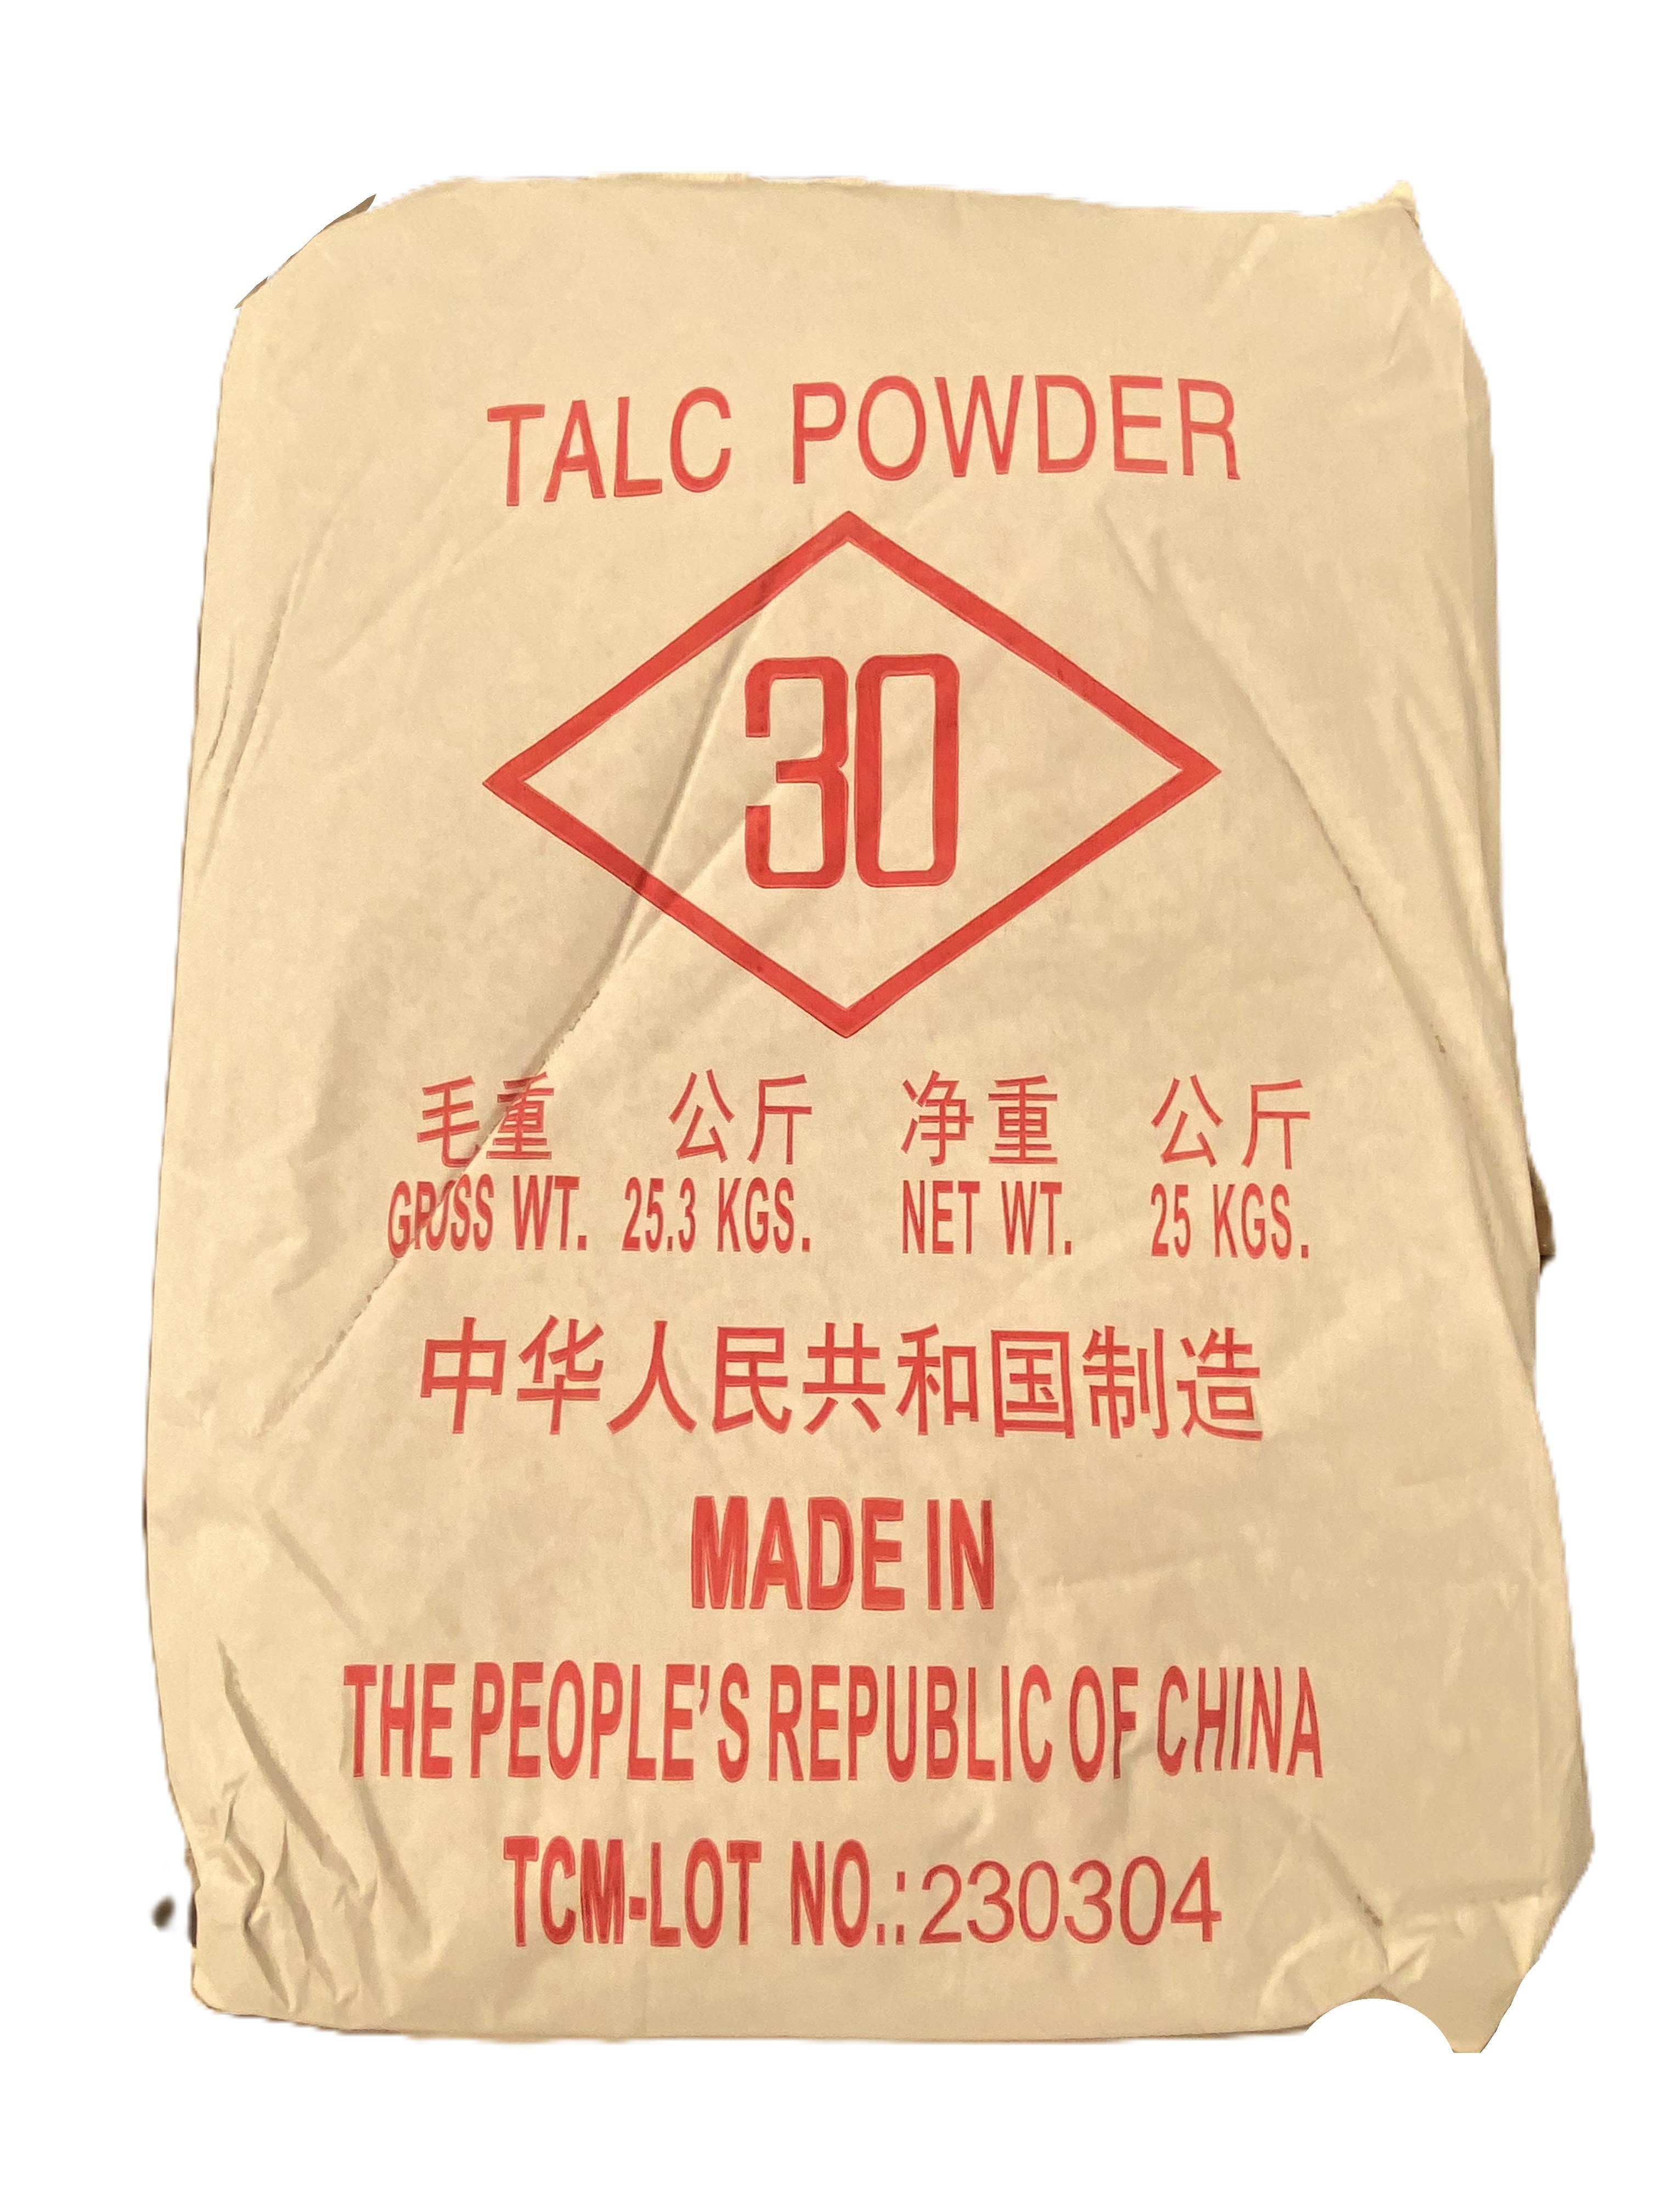 TALC POWDER
30
毛重 公斤 净重 公斤
GROSS WT. 25.3 KGS. NET WT. 25 KGS.
中华人民共和国制造
MADE IN
THE PEOPLE'S REPUBLIC OF CHINA
TCM-LOT NO.:230304